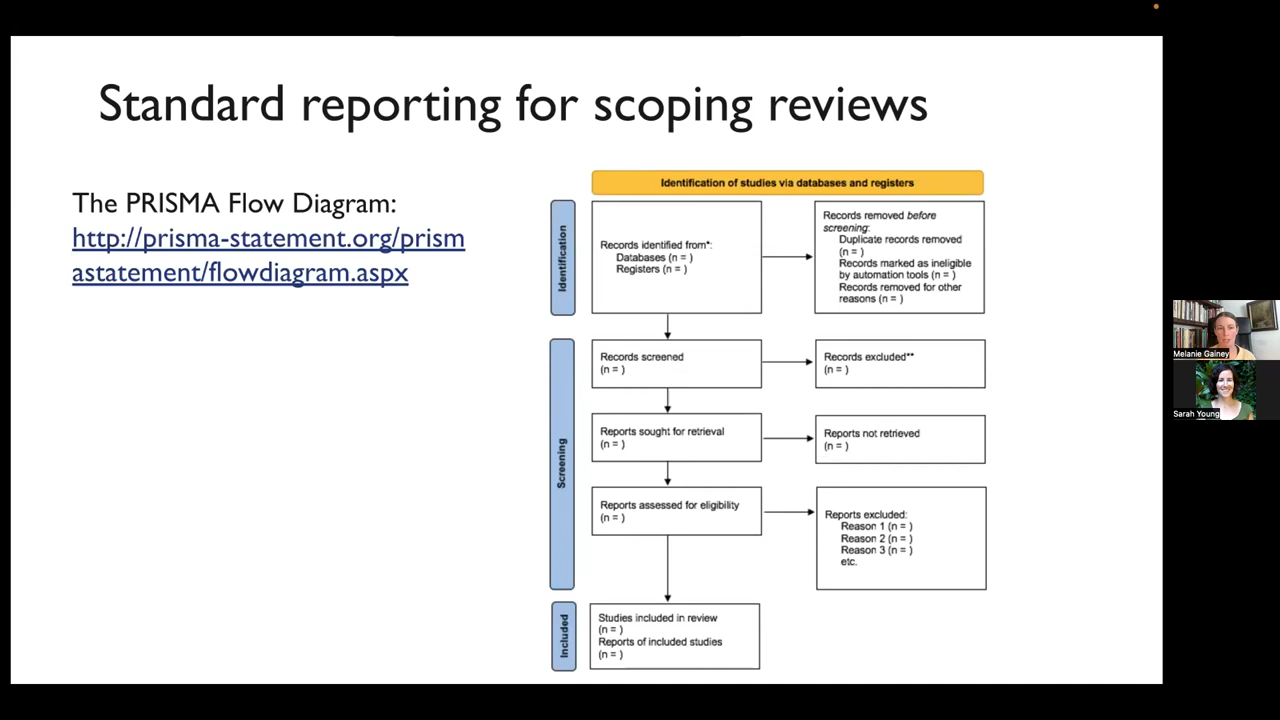 Standard reporting for scoping reviews
The PRISMA Flow Diagram:
http://prisma-statement.org/prism
astatement/flowdiagram.aspx
Identification of studies via databases and registers
Identification
Records identified from*:
Databases (n = )
Registers (n = )
Records removed before
screening:
Duplicate records removed
(n = )
Records marked as ineligible
by automation tools (n = )
Records removed for other
reasons (n = )
Screening
Records screened
(n = )
Records excluded**
(n = )
Reports sought for retrieval
(n = )
Reports not retrieved
(n = )
Reports assessed for eligibility
(n = )
Reports excluded:
Reason 1 (n = )
Reason 2 (n = )
Reason 3 (n = )
etc.
Included
Studies included in review
(n = )
Reports of included studies
(n = )
Melanie Gainey
Sarah Young